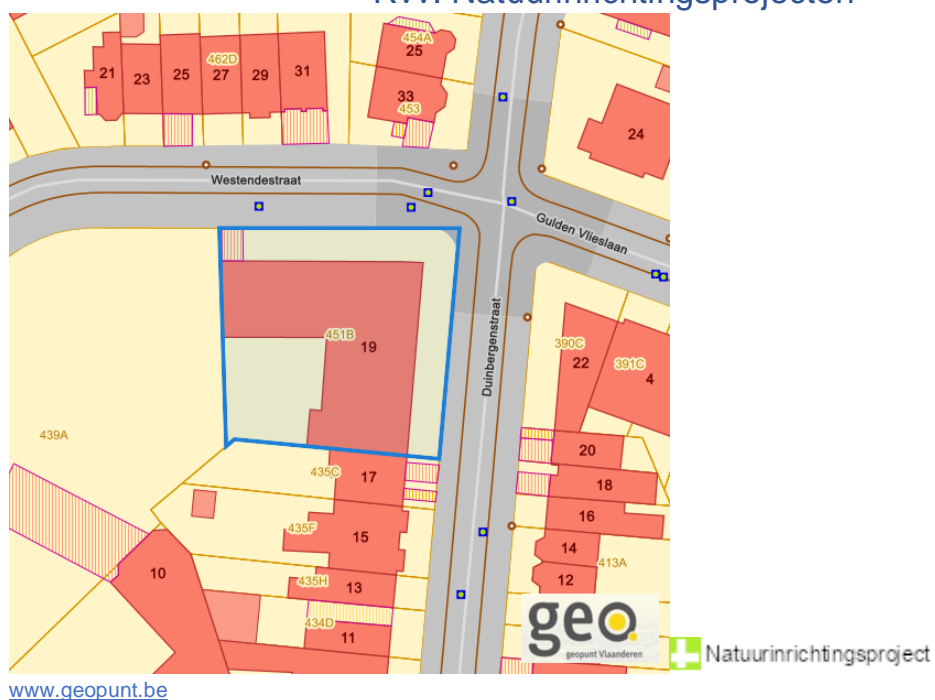 RVV: Natuurinrichtingsprojecten
454A
25
462D
21 23 25 27 29 31
33
453
24
Westendestraat
Gulden Vlieslaan
Duinbergenstraat
451B
19
390C
22
391C
4
439A
20
435C
17
18
16
435F
15
14
413A
10
12
435H
13
434D
11
geo
geopunt Vlaanderen
Natuurinrichtingsproject
www.geopunt.be